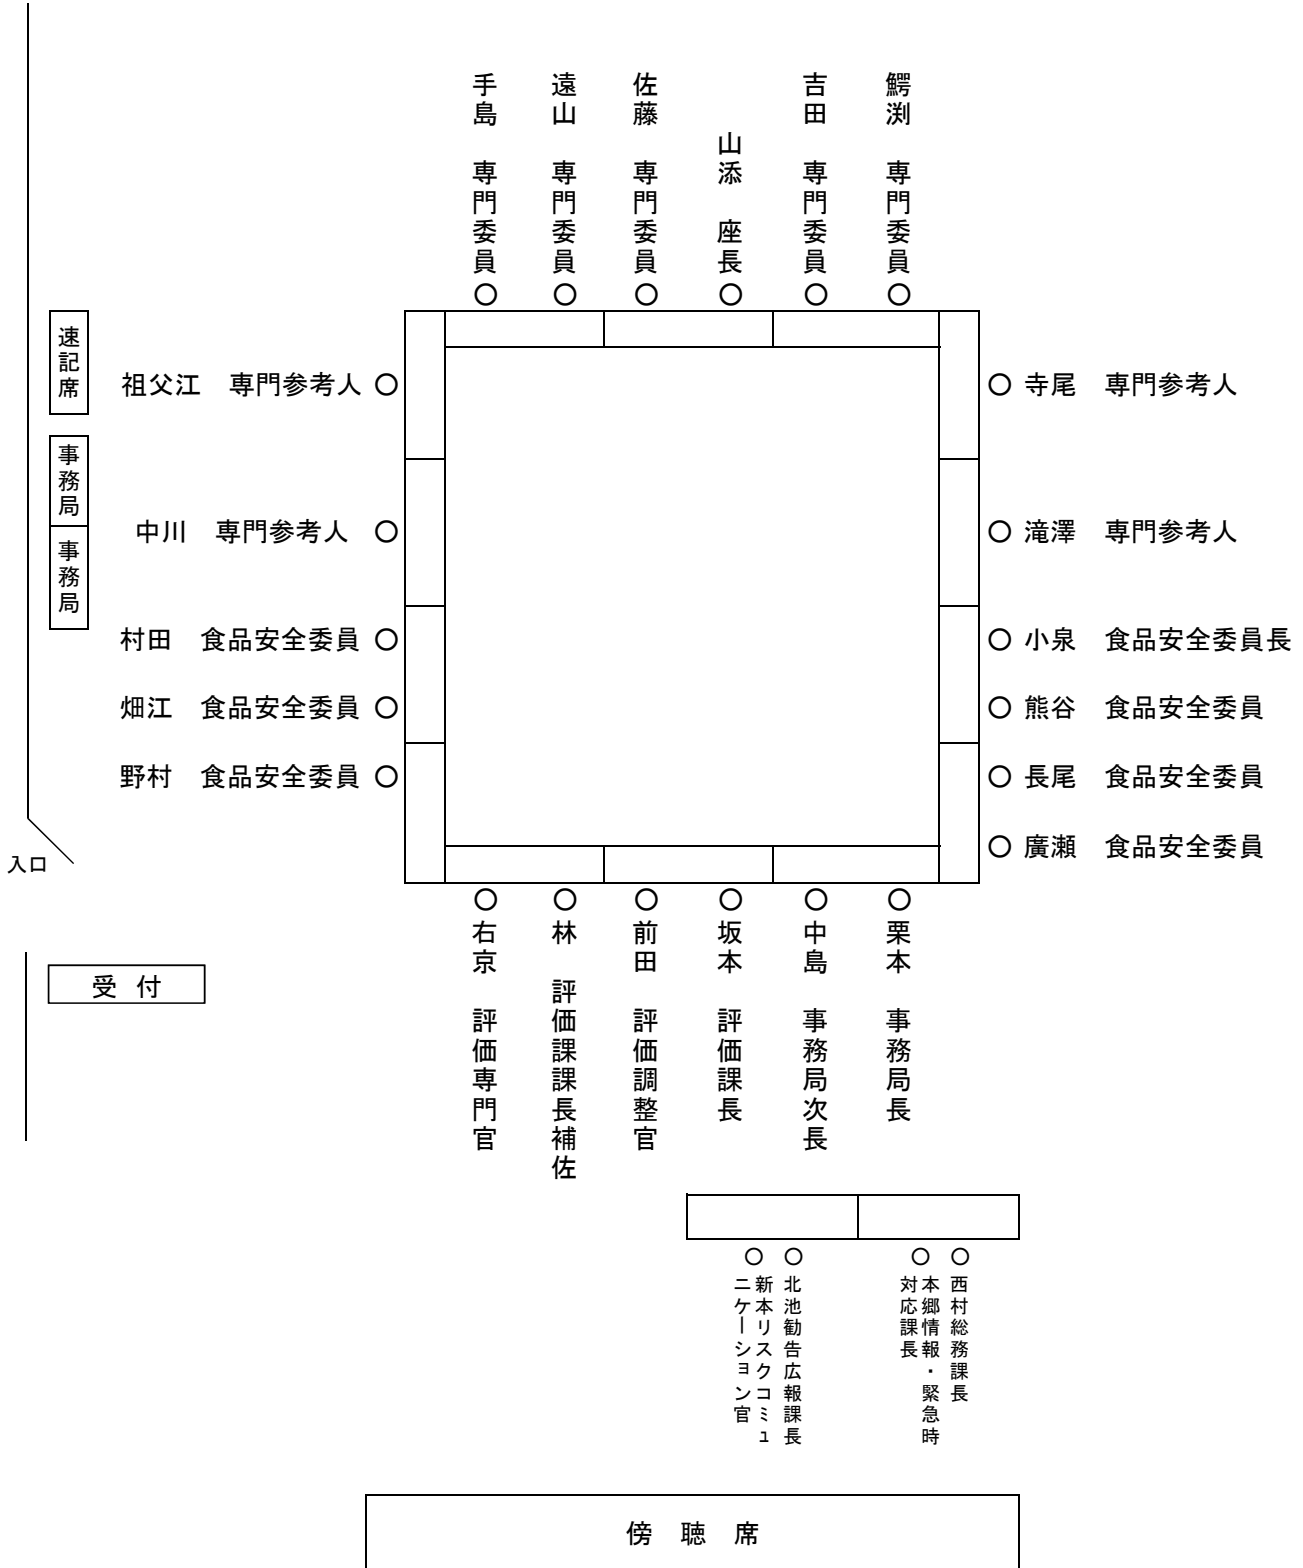 手島　専門委員
遠山　専門委員
佐藤　専門委員
山添　座長
吉田　専門委員
鰐渕　専門委員
速記席
事務局
事務局
祖父江　専門参考人
中川　専門参考人
村田　食品安全委員
畑江　食品安全委員
野村　食品安全委員
寺尾　専門参考人
滝澤　専門参考人
小泉　食品安全委員長
熊谷　食品安全委員
長尾　食品安全委員
廣瀬　食品安全委員
入口
受付
右京　評価専門官
林　評価課課長補佐
前田　評価調整官
坂本　評価課長
中島　事務局次長
栗本　事務局長
新本リスクコミュ
ニケーション官
北池勧告広報課長
本郷情報・緊急時
対応課長
西村総務課長
傍聴席